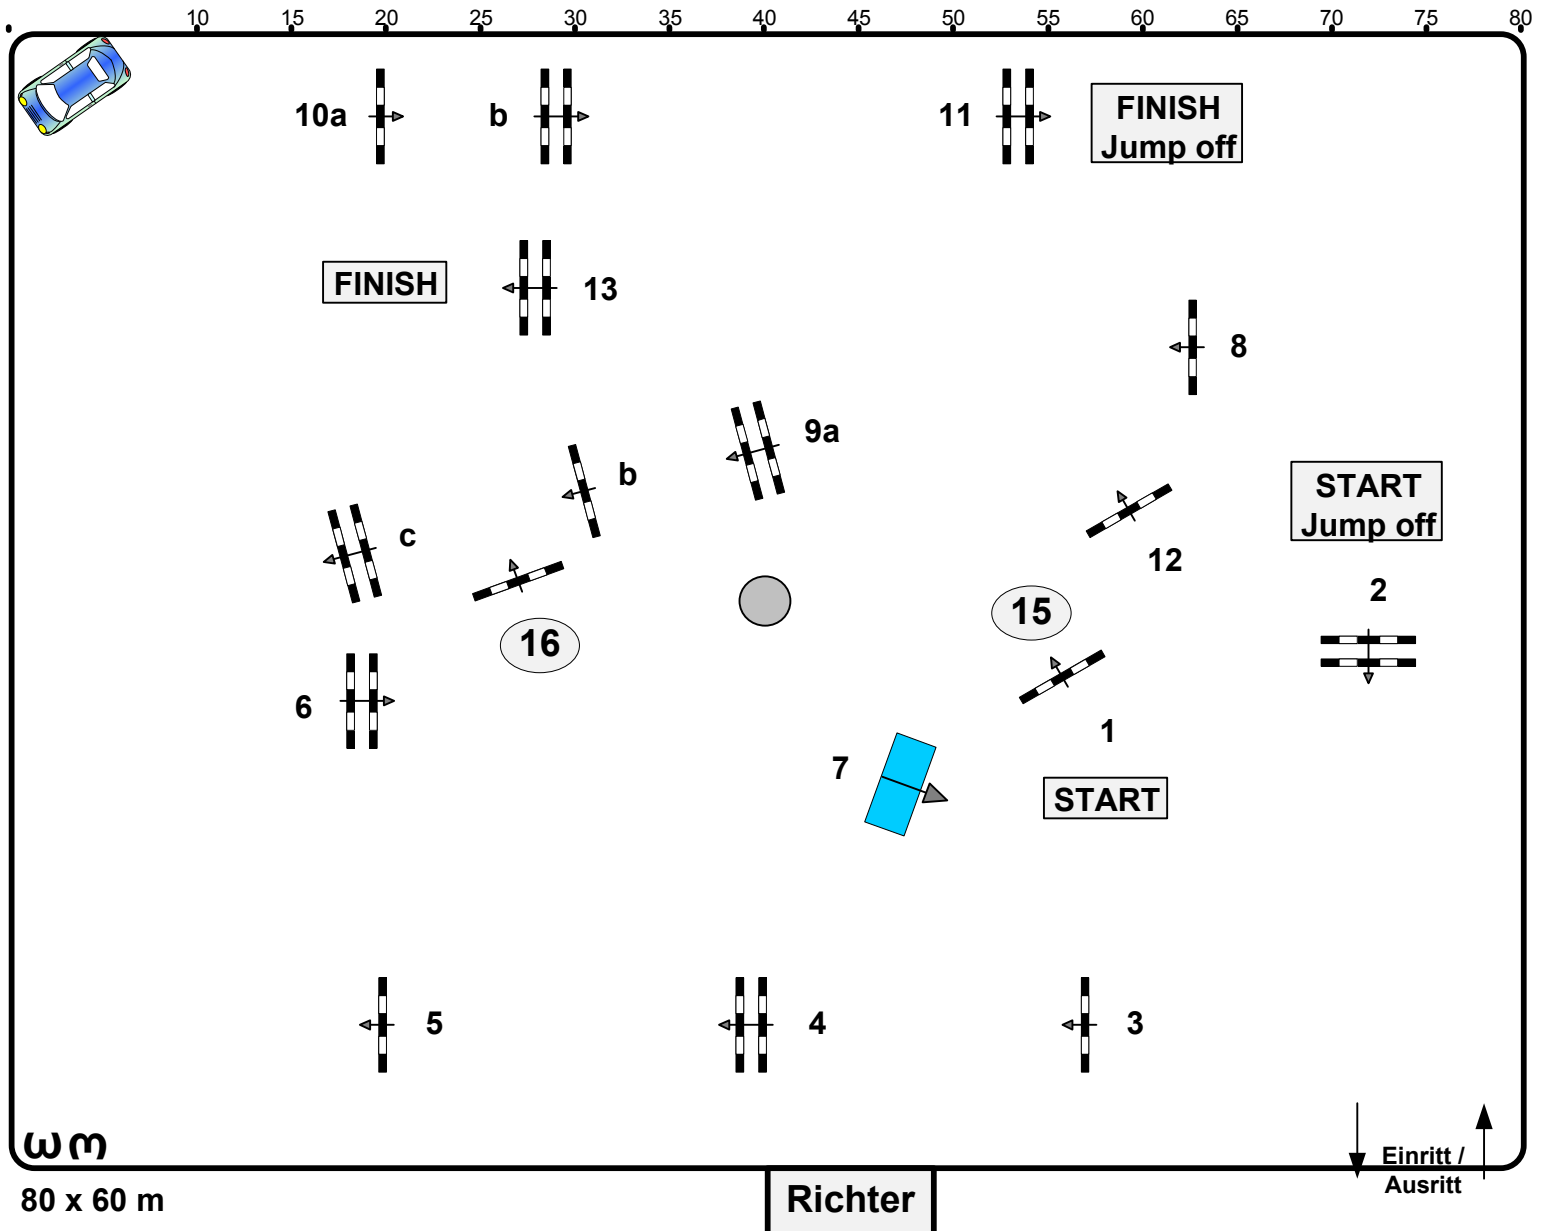 10 15 20 25 30 35 40 45 50 55 60 65 70 75 80
10a b 11 FINISH
Jump off
FINISH 13
8
9a
b
START
Jump off
c
12
2
15
16
6
1
7
START
5 4 3
ωm
Einritt /
Ausritt
80 x 60 m
Richter